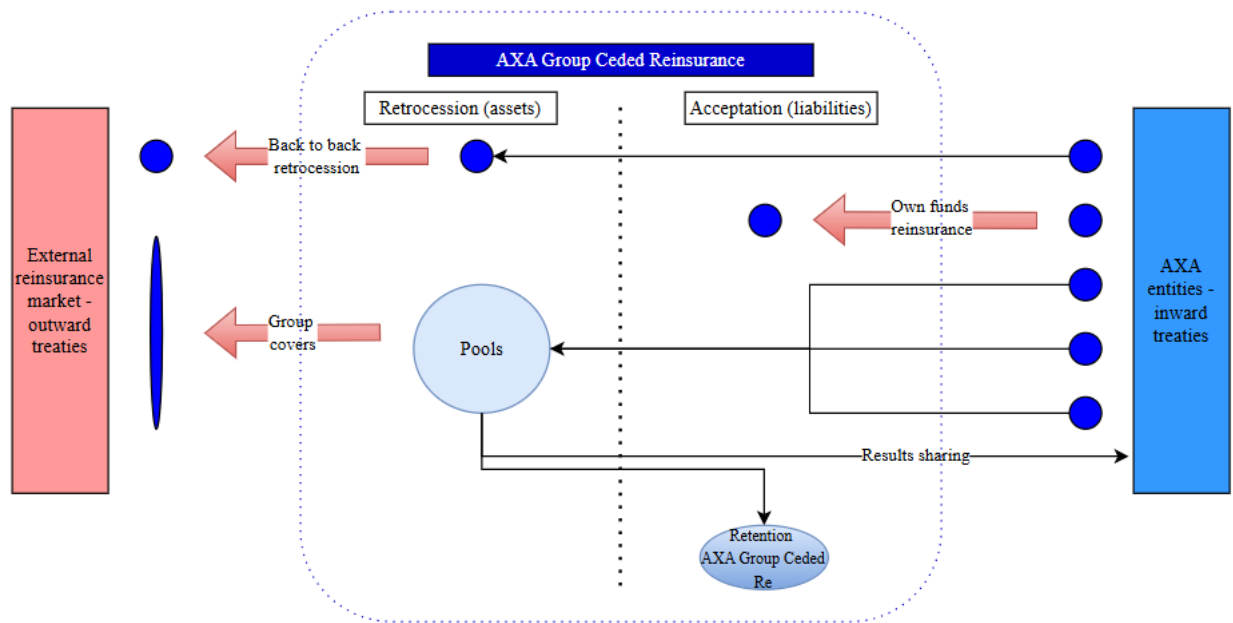 AXA Group Ceded Reinsurance
Retrocession (assets)
Acceptation (liabilities)
External
reinsurance
market -
outward
treaties
Back to back
retrocession
Own funds
reinsurance
AXA
entities -
inward
treaties
Group
covers
Pools
Results sharing
Retention
AXA Group Ceded
Re